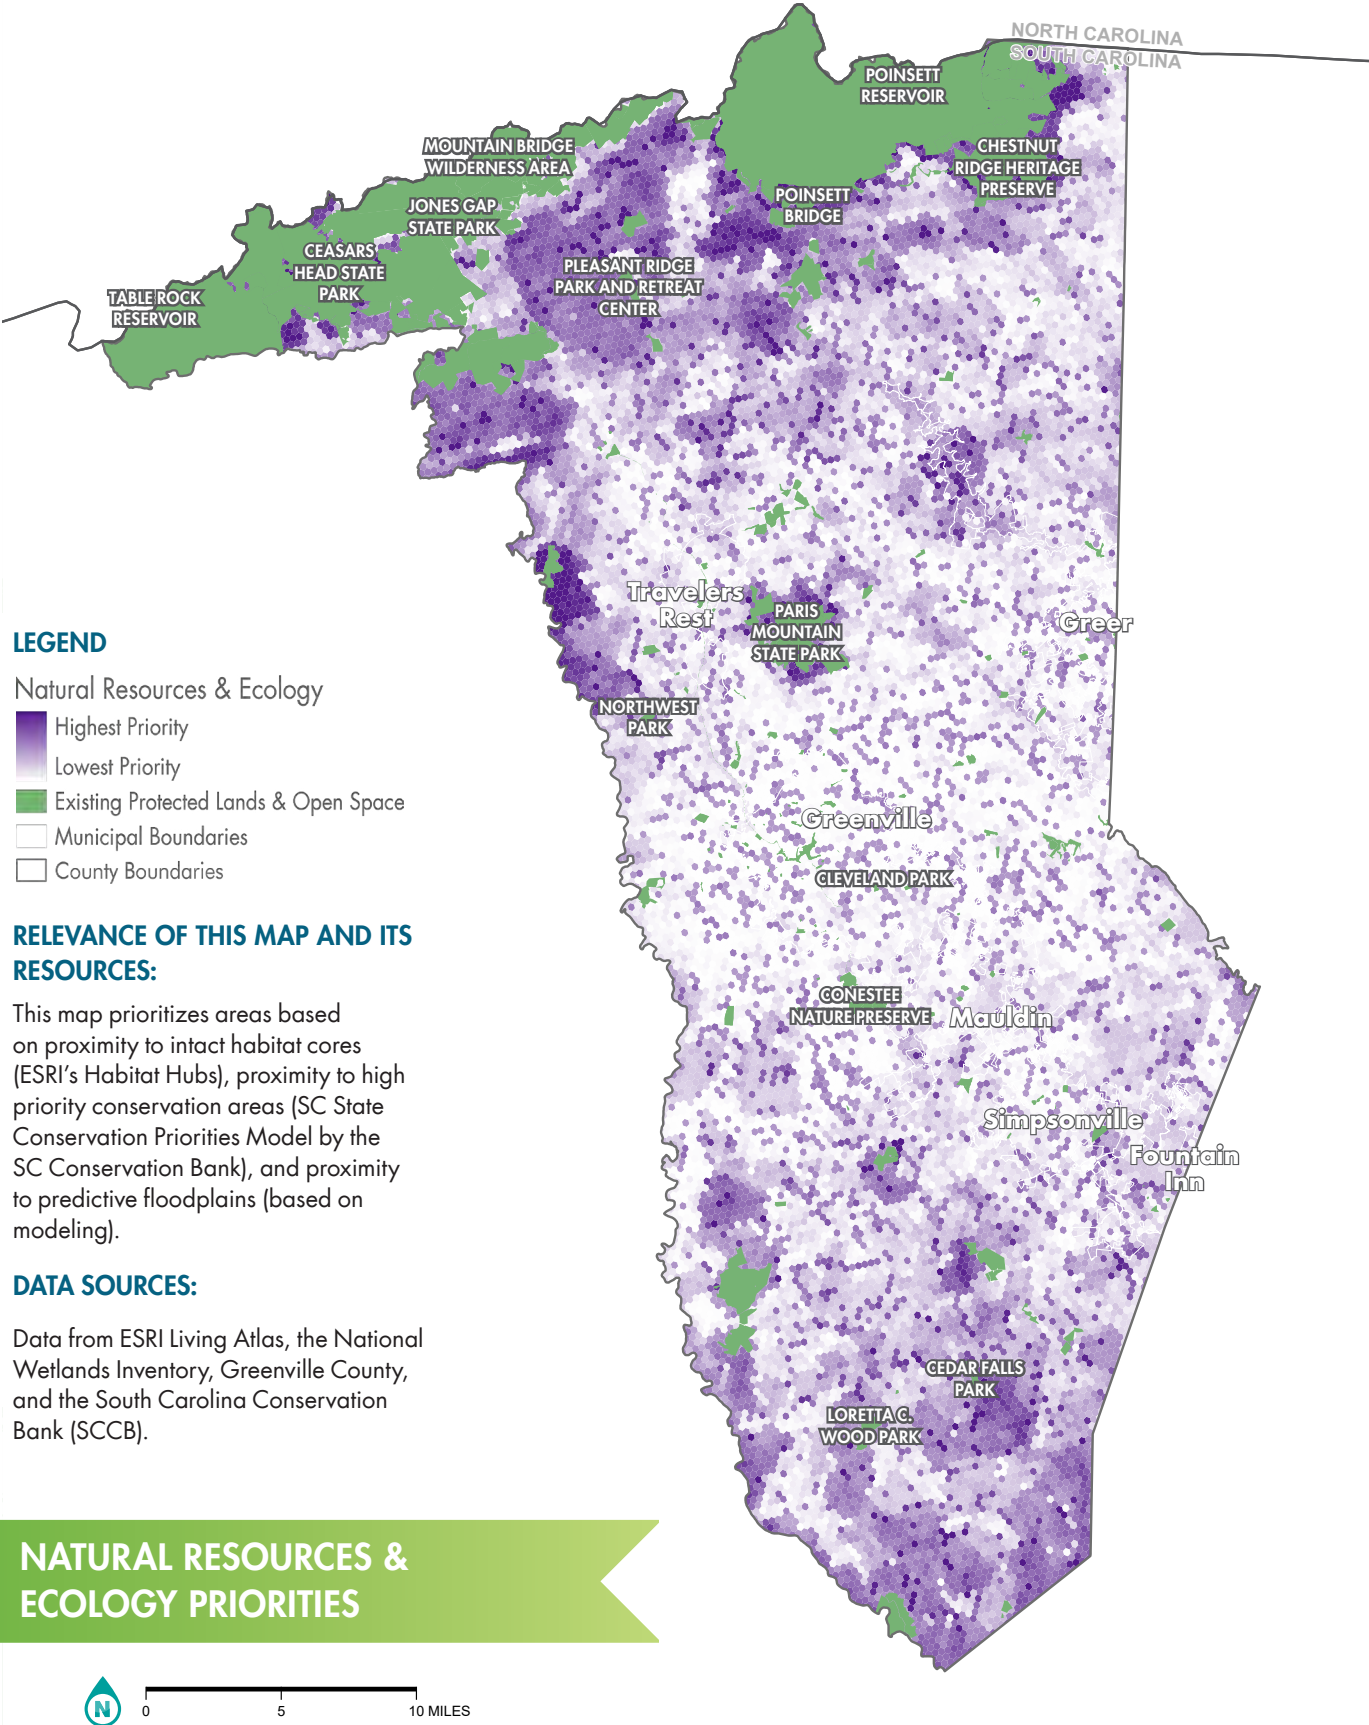 NORTH CAROLINA
SOUTH CAROLINA
POINSETT
RESERVOIR
MOUNTAIN BRIDGE
WILDERNESS AREA
CHESTNUT
RIDGE HERITAGE
PRESERVE
JONES GAP
STATE PARK
POINSETT
BRIDGE
CEASARS
HEAD STATE
PARK
PLEASANT RIDGE
PARK AND RETREAT
CENTER
TABLE ROCK
RESERVOIR
Travelers
Rest
PARIS
MOUNTAIN
STATE PARK
Greer
NORTHWEST
PARK
Greenville
CLEVELAND PARK
CONESTEE
NATURE PRESERVE
Mauldin
Simpsonville
Fountain
Inn
CEDAR FALLS
PARK
LORETTA C.
WOOD PARK
LEGEND
Natural Resources & Ecology
Highest Priority
Lowest Priority
Existing Protected Lands & Open Space
Municipal Boundaries
County Boundaries
RELEVANCE OF THIS MAP AND ITS
RESOURCES:
This map prioritizes areas based
on proximity to intact habitat cores
(ESRI's Habitat Hubs), proximity to high
priority conservation areas (SC State
Conservation Priorities Model by the
SC Conservation Bank), and proximity
to predictive floodplains (based on
modeling).
DATA SOURCES:
Data from ESRI Living Atlas, the National
Wetlands Inventory, Greenville County,
and the South Carolina Conservation
Bank (SCCB).
NATURAL RESOURCES &
ECOLOGY PRIORITIES
N
0 5 10 MILES